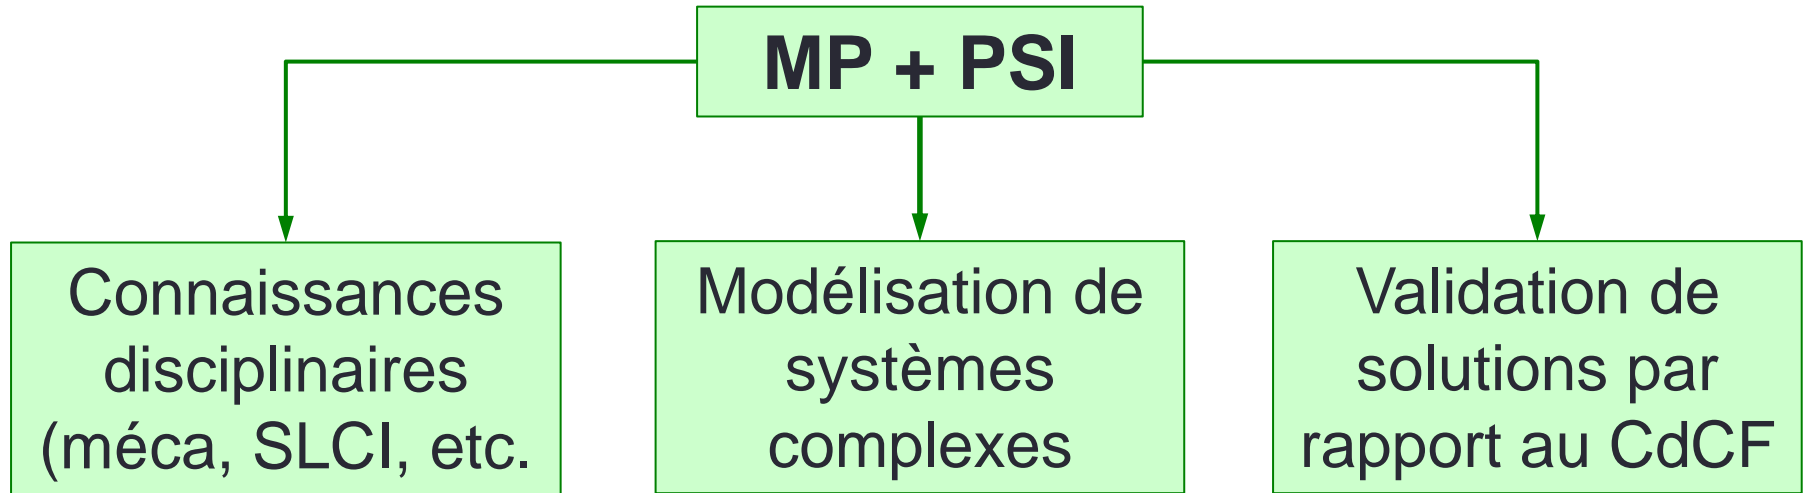 MP + PSI
Connaissances
disciplinaires
(méca, SLCI, etc.
Modélisation de
systèmes
complexes
Validation de
solutions par
rapport au CdCF